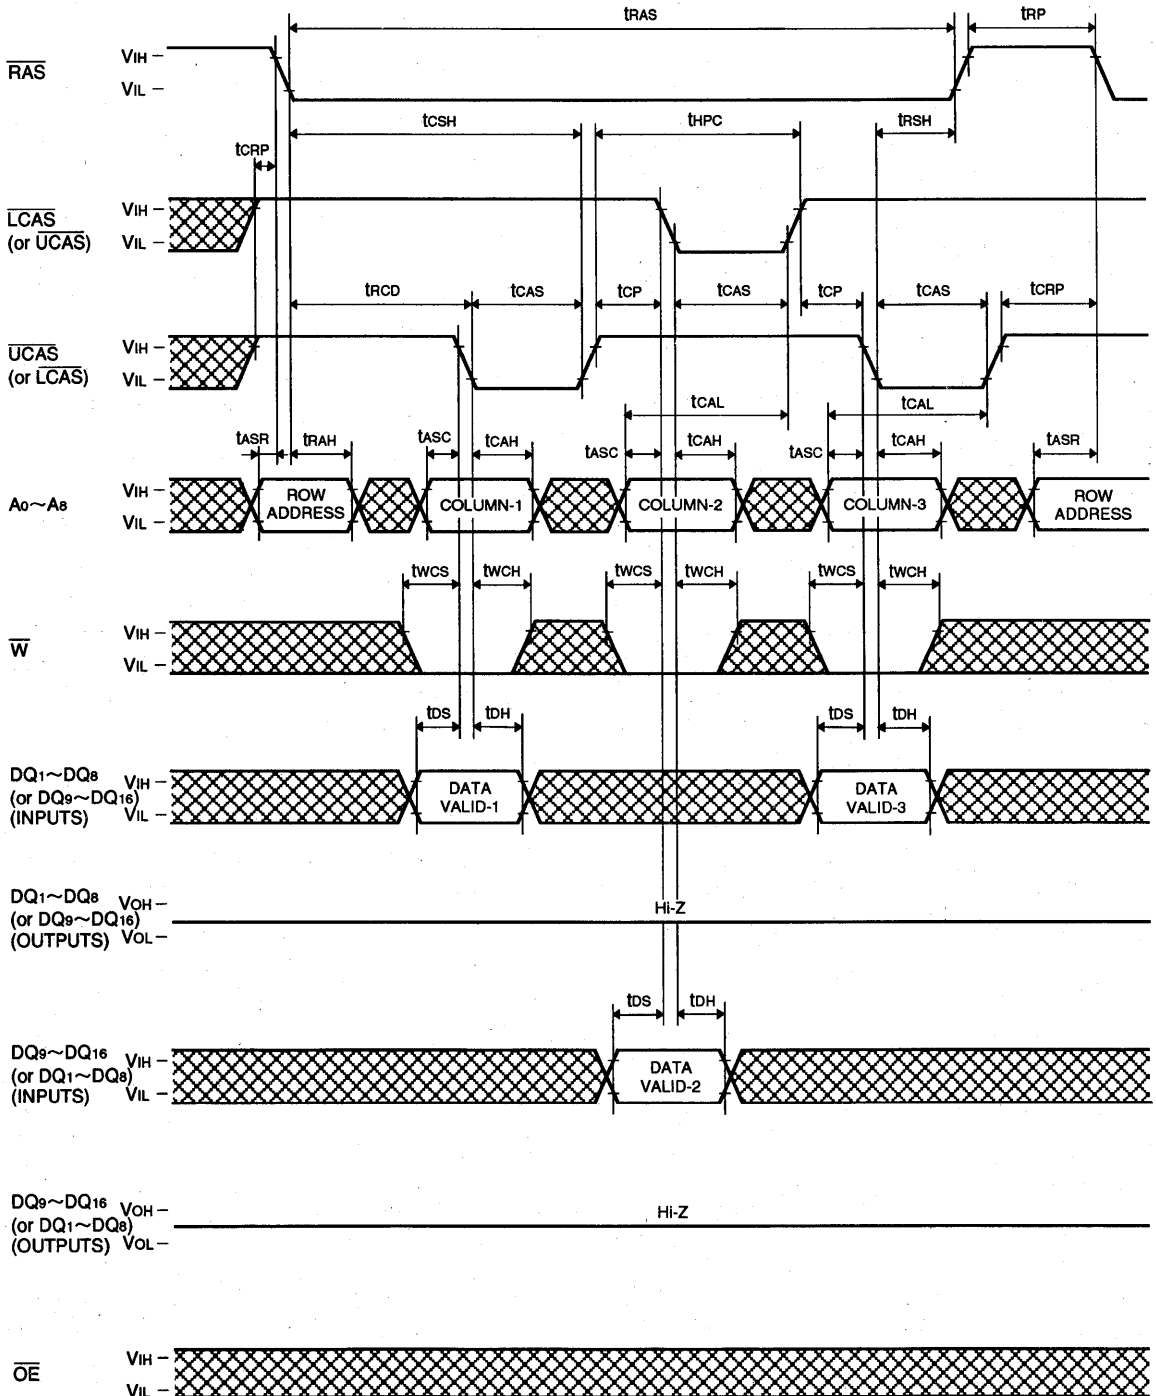 tRAS tRP
RAS VIH
VIL
tCSH tHPC tRSH
tCRP
LCAS
(or UCAS) VIH
VIL
tRCD tCAS tCP tCAS tCP tCAS tCRP
UCAS
(or LCAS) VIH
VIL
tCAL tCAL
tASR tRAH tASC tCAH tASC tCAH tASC tCAH tASR
A0~A8 VIH
VIL
ROW
ADDRESS COLUMN-1 COLUMN-2 COLUMN-3 ROW
ADDRESS
tWCS tWCH tWCS tWCH tWCS tWCH
W VIH
VIL
tDS tDH tDS tDH
DQ1~DQ8
(or DQ9~DQ16)
(INPUTS) VIH
VIL
DATA
VALID-1 DATA
VALID-3
DQ1~DQ8
(or DQ9~DQ16)
(OUTPUTS) VOH
VOL
Hi-Z
tDS tDH
DQ9~DQ16
(or DQ1~DQ8)
(INPUTS) VIH
VIL
DATA
VALID-2
DQ9~DQ16
(or DQ1~DQ8)
(OUTPUTS) VOH
VOL
Hi-Z
OE VIH
VIL